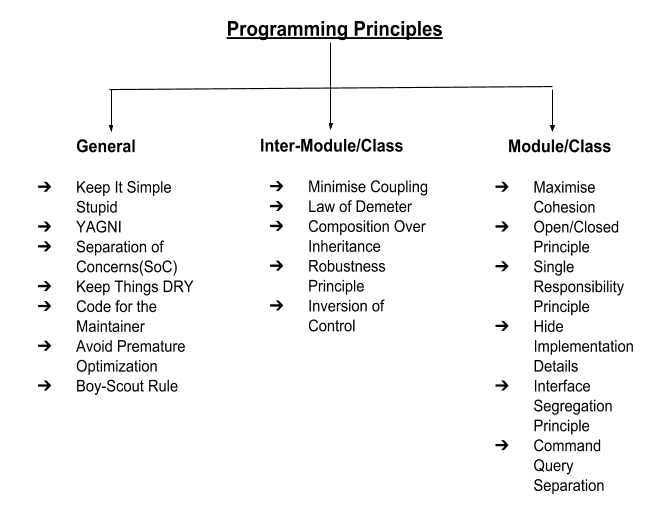 Programming Principles
General
➔ Keep It Simple
Stupid
➔ YAGNI
➔ Separation of
Concerns(SoC)
➔ Keep Things DRY
➔ Code for the
Maintainer
➔ Avoid Premature
Optimization
➔ Boy-Scout Rule
Inter-Module/Class
➔ Minimise Coupling
➔ Law of Demeter
➔ Composition Over
Inheritance
➔ Robustness
Principle
➔ Inversion of
Control
Module/Class
➔ Maximise
Cohesion
➔ Open/Closed
Principle
➔ Single
Responsibility
Principle
➔ Hide
Implementation
Details
➔ Interface
Segregation
Principle
➔ Command
Query
Separation